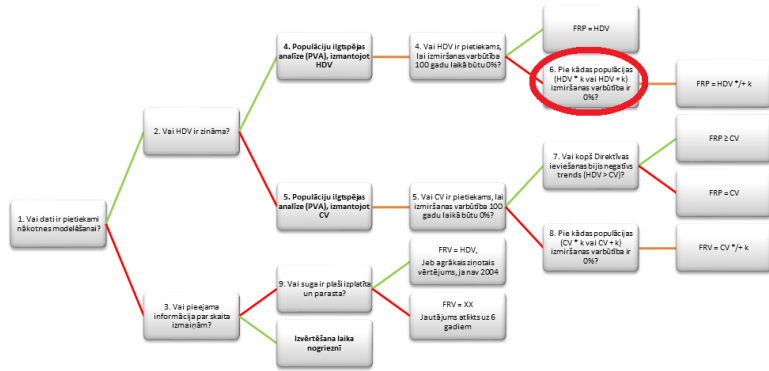 1. Vai dati ir pietiekami
nākotnes modelēšanai?
2. Vai HDV ir zināma?
3. Vai pieejama
informācija par skaita
izmaiņām?
4. Populāciju ilgtspējas
analīze (PVA), izmantojot
HDV
4. Vai HDV ir pietiekams,
lai izmiršanas varbūtība
100 gadu laikā būtu 0%?
FRP = HDV
6. Pie kādas populācijas
(HDV * k vai HDV + k)
izmiršanas varbūtība ir
0%?
FRP = HDV */+ k
5. Populāciju ilgtspējas
analīze (PVA), izmantojot
CV
5. Vai CV ir pietiekams, lai
izmiršanas varbūtība 100
gadu laikā būtu 0%?
7. Vai kopš Direktīvas
ieviešanas bijis negatīvs
trends (HDV > CV)?
FRP ≥ CV
FRP = CV
8. Pie kādas populācijas
(CV * k vai CV + k)
izmiršanas varbūtība ir
0%?
FRV = CV */+ k
9. Vai suga ir plaši izplatīta
un parasta?
FRV = HDV,
Jeb agrākais ziņotais
vērtējums, ja nav 2004
FRV = XX
Jautājums atlikts uz 6
gadiem
Izvērtēšana laika
nogrieznī